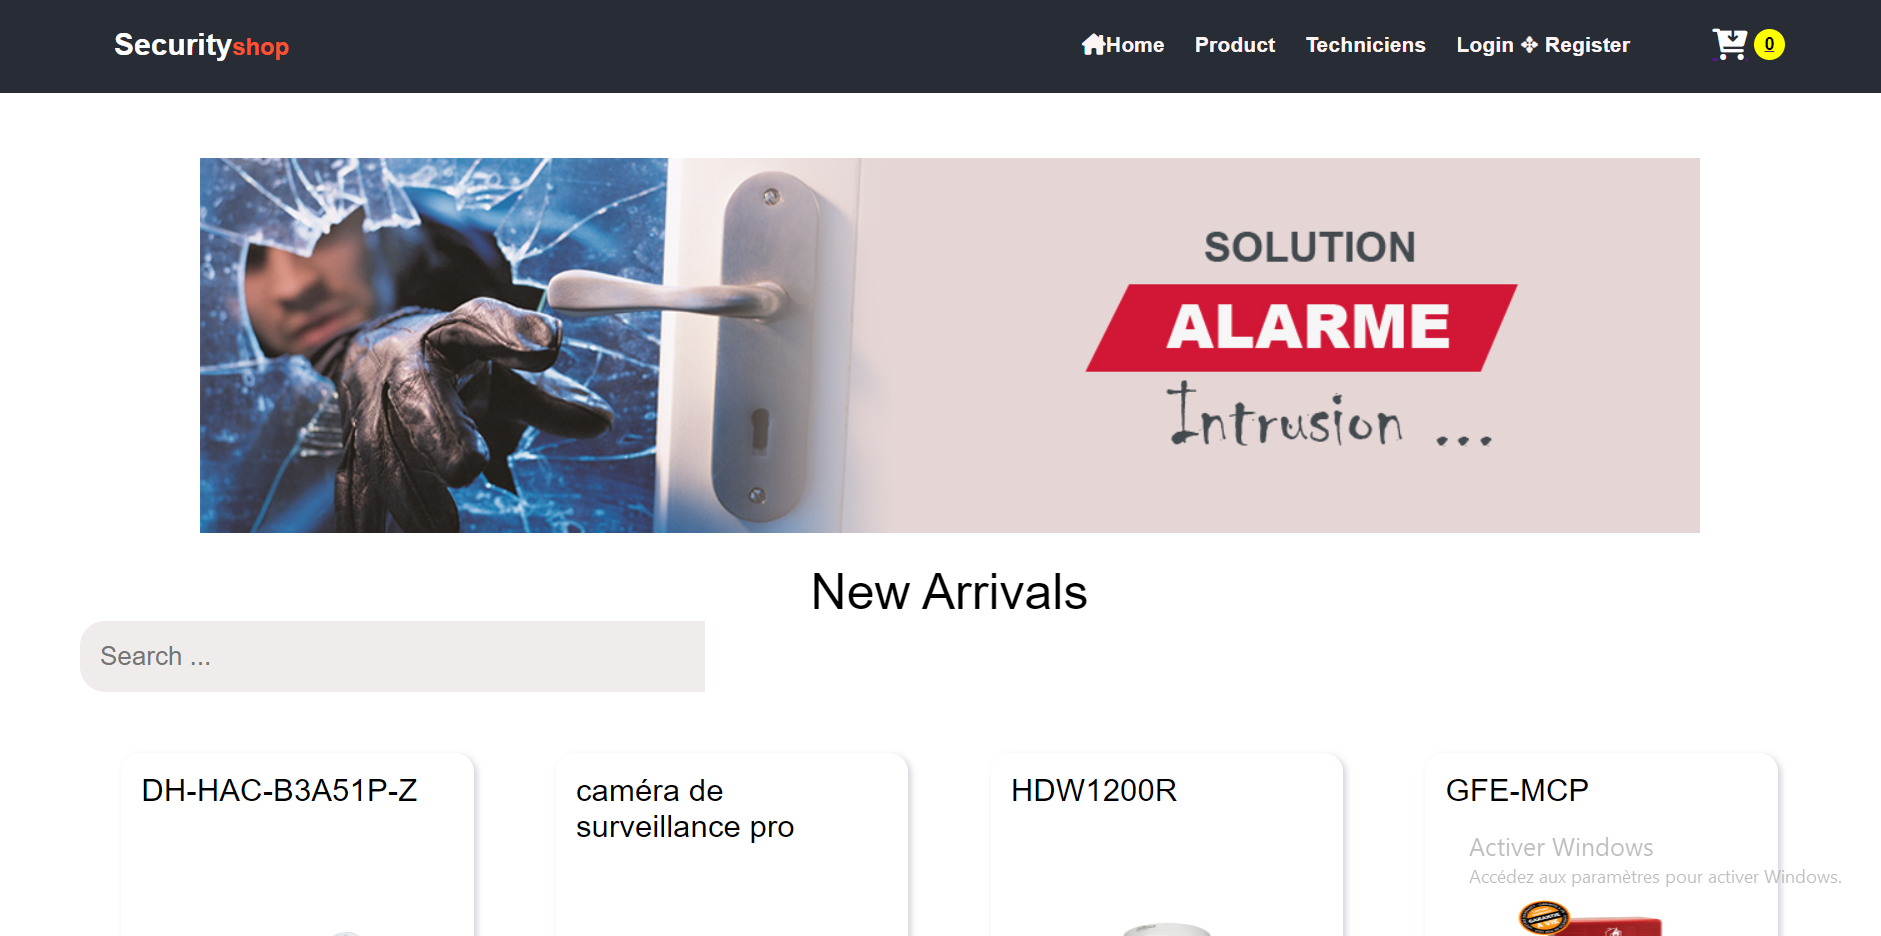 Securityshop
Home Product Techniciens Login ✥ Register 0
SOLUTION
ALARME
Intrusion ...
New Arrivals
Search ...
DH-HAC-B3A51P-Z
caméra de
surveillance pro
HDW1200R
GFE-MCP
Activer Windows
Accédez aux paramètres pour activer Windows.
GARANTIE